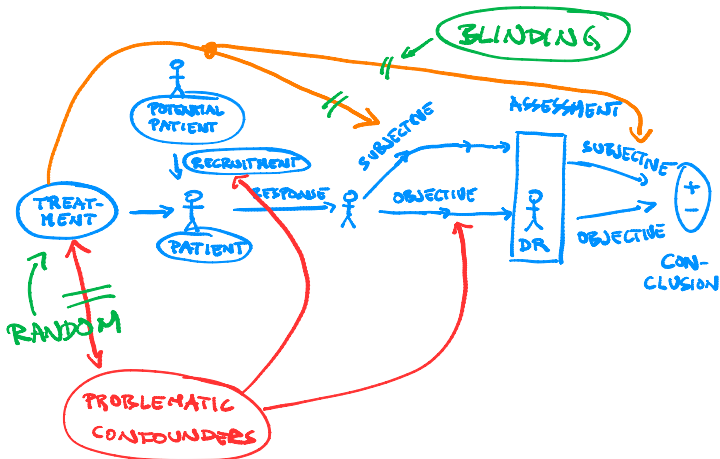 BLINDING
POTENTIAL
PATIENT
ASSESSMENT
SUBJECTIVE
SUBJECTIVE
RECRUITMENT
TREAT-
MENT
RESPONSE
OBJECTIVE
+
-
PATIENT
DR
OBJECTIVE
CON-
CLUSION
RANDOM
PROBLEMATIC
CONFOUNDERS